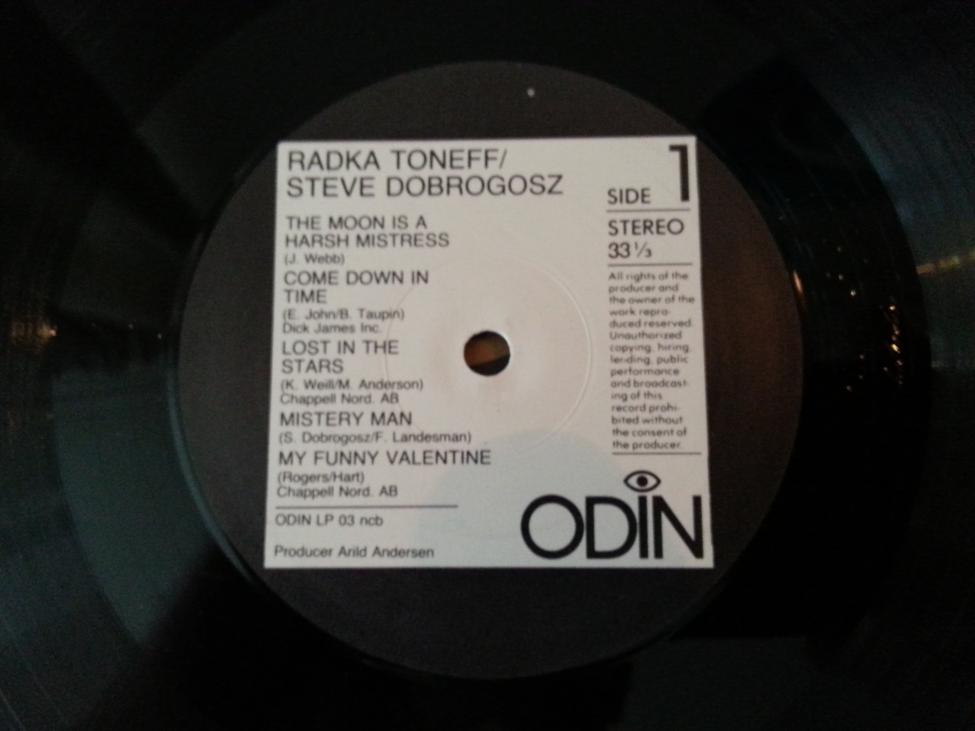 RADKA TONEFF/
STEVE DOBROGOSZ
THE MOON IS A
HARSH MISTRESS
(J. Webb)
COME DOWN IN
TIME
(E. John/B. Taupin)
Dick James Inc.
LOST IN THE
STARS
(K. Weill/M. Anderson)
Chappell Nord. AB
MISTERY MAN
(S. Dobrogosz/F. Landesman)
MY FUNNY VALENTINE
(Rogers/Hart)
Chappell Nord. AB
ODIN LP 03 ncb
Producer Arild Andersen
SIDE 1
STEREO
33 1/3
All rights of the
producer and
the owner of the
work repro-
duced reserved.
Unauthorized
copying, hiring,
lending, public
performance
and broadcast-
ing of this
record prohi-
bited without
the consent of
the producer.
ODIN